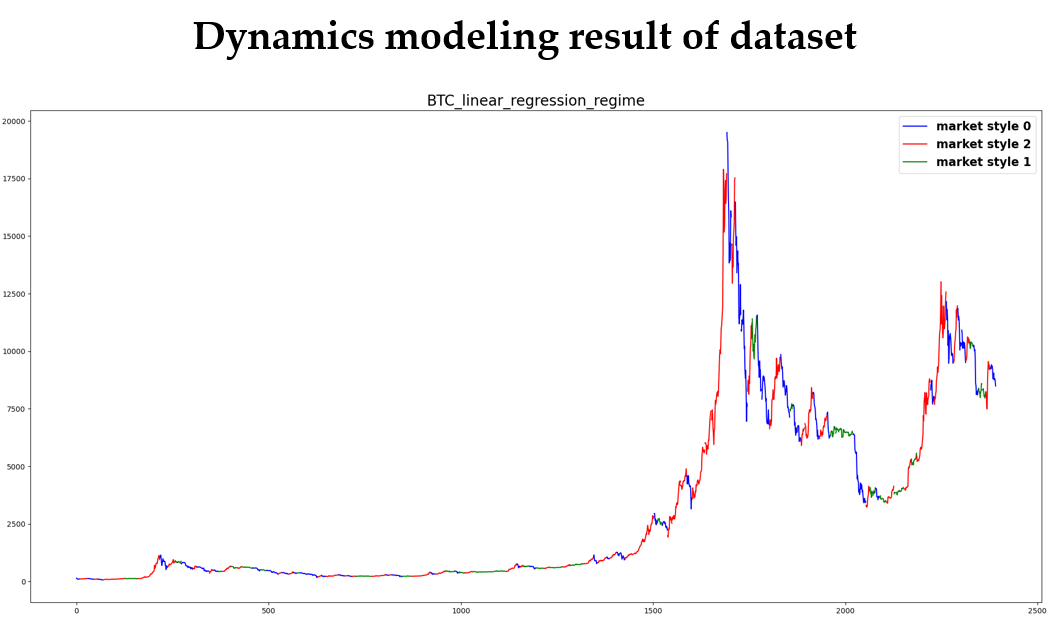 Dynamics modeling result of dataset
BTC_linear_regression_regime
market style 0
market style 2
market style 1
20000
17500
15000
12500
10000
7500
5000
2500
0
0 500 1000 1500 2000 2500